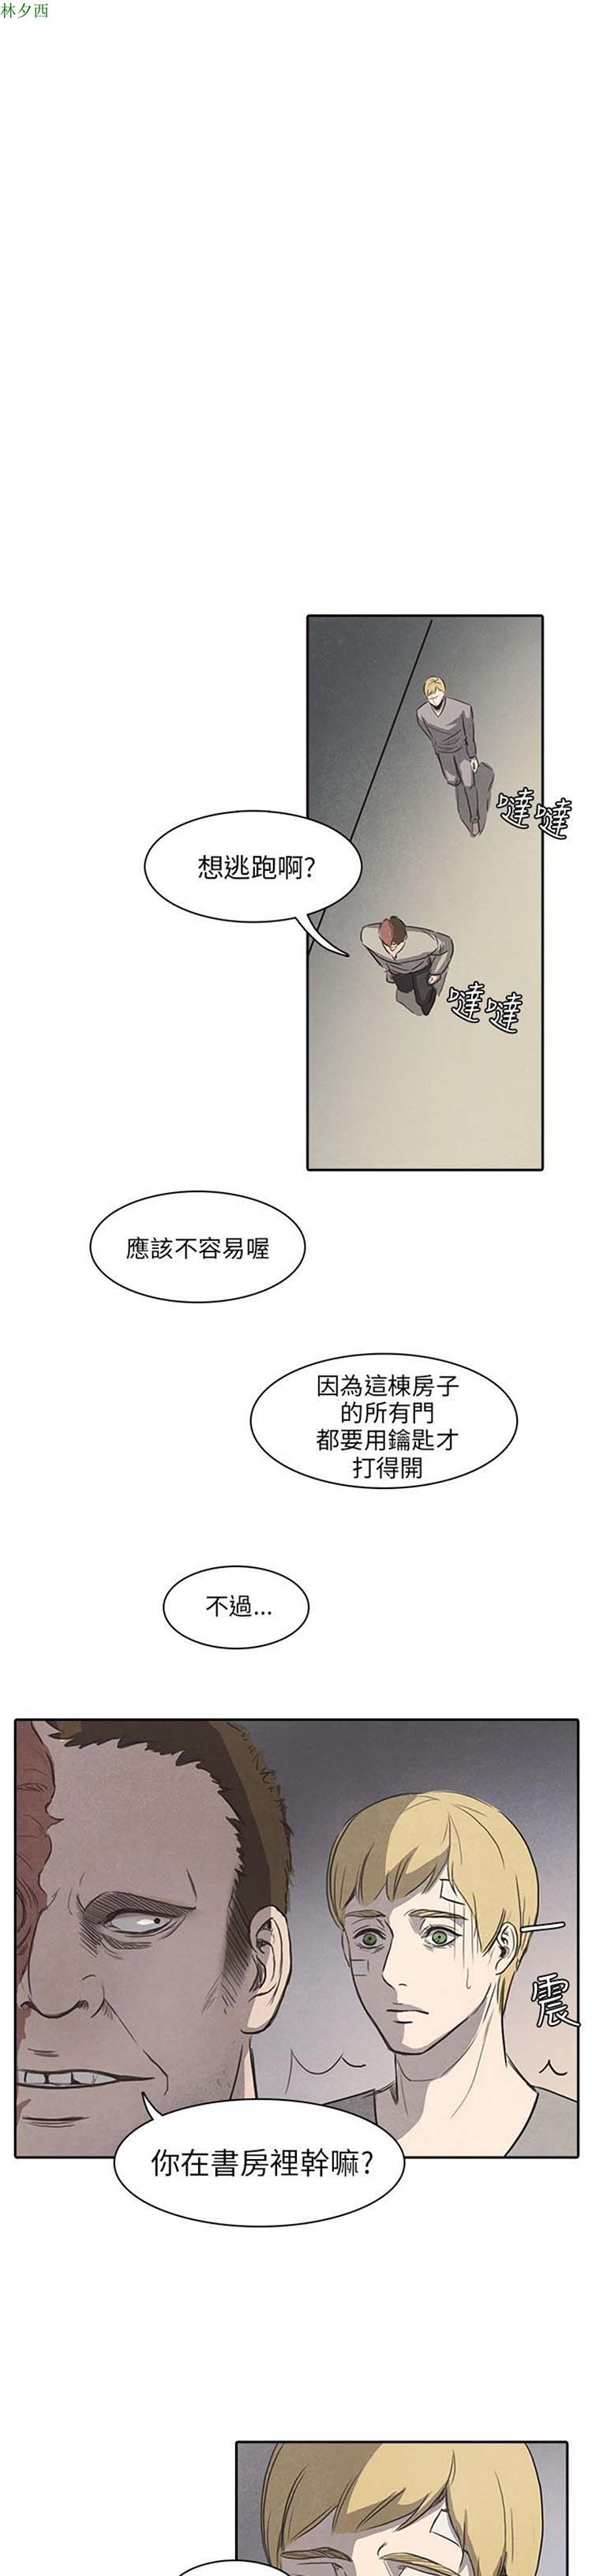 林夕西
噠噠
想逃跑啊?
噠噠
應該不容易喔
因為這棟房子
的所有門
都要用鑰匙才
打得開
不過...
震
你在書房裡幹嘛?